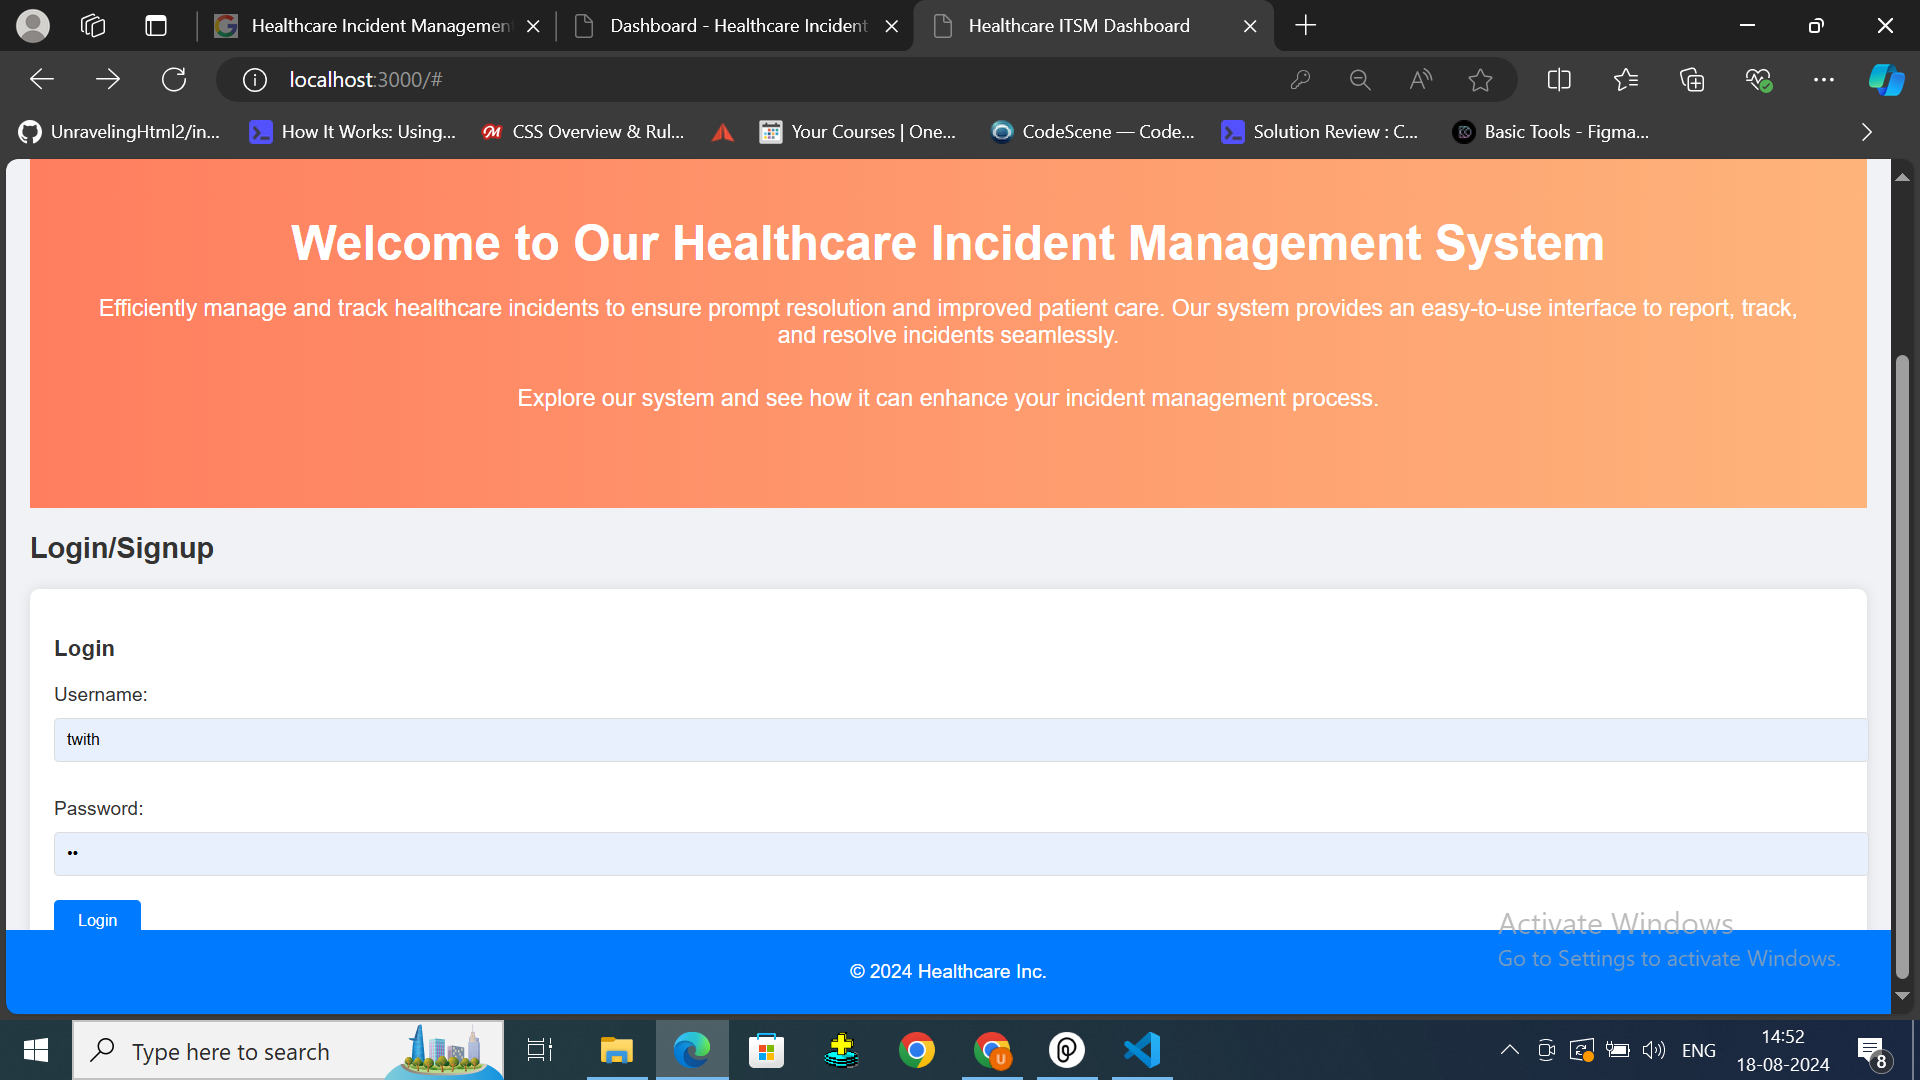 Healthcare Incident Managemen
Dashboard - Healthcare Incident
Healthcare ITSM Dashboard
localhost:3000/#
UnravelingHtml2/in...
How It Works: Using...
CSS Overview & Rul...
Your Courses | One...
CodeScene — Code...
Solution Review : C...
Basic Tools - Figma...
Welcome to Our Healthcare Incident Management System
Efficiently manage and track healthcare incidents to ensure prompt resolution and improved patient care. Our system provides an easy-to-use interface to report, track,
and resolve incidents seamlessly.
Explore our system and see how it can enhance your incident management process.
Login/Signup
Login
Username:
twith
Password:
••
Login
Activate Windows
Go to Settings to activate Windows.
© 2024 Healthcare Inc.
Type here to search
U
ENG
14:52
18-08-2024
8